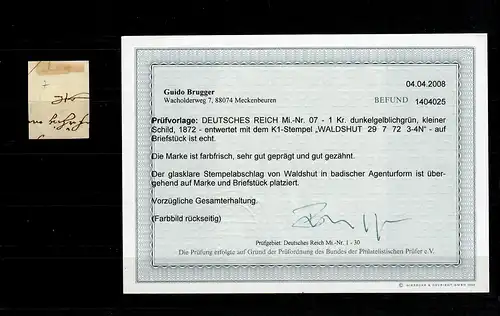 Guido Brugger
Wacholderweg 7, 88074 Meckenbeuren
04.04.2008
BEFUND 1404025
Prüfvorlage: DEUTSCHES REICH Mi.-Nr. 07 - 1 Kr. dunkelgelblichgrün, kleiner
Schild, 1872 - entwertet mit dem K1-Stempel „WALDSHUT 29 7 72 3-4N" - auf
Briefstück ist echt.
Die Marke ist farbfrisch, sehr gut geprägt und gut gezähnt.
Der glasklare Stempelabschlag von Waldshut in badischer Agenturform ist über-
gehend auf Marke und Briefstück platziert.
Vorzügliche Gesamterhaltung.
(Farbbild rückseitig)
Prüfgebiet: Deutsches Reich Mi.-Nr. 1 - 30
Die Prüfung erfolgte auf Grund der Prüfordnung des Bundes der Philatelistischen Prüfer e.V.